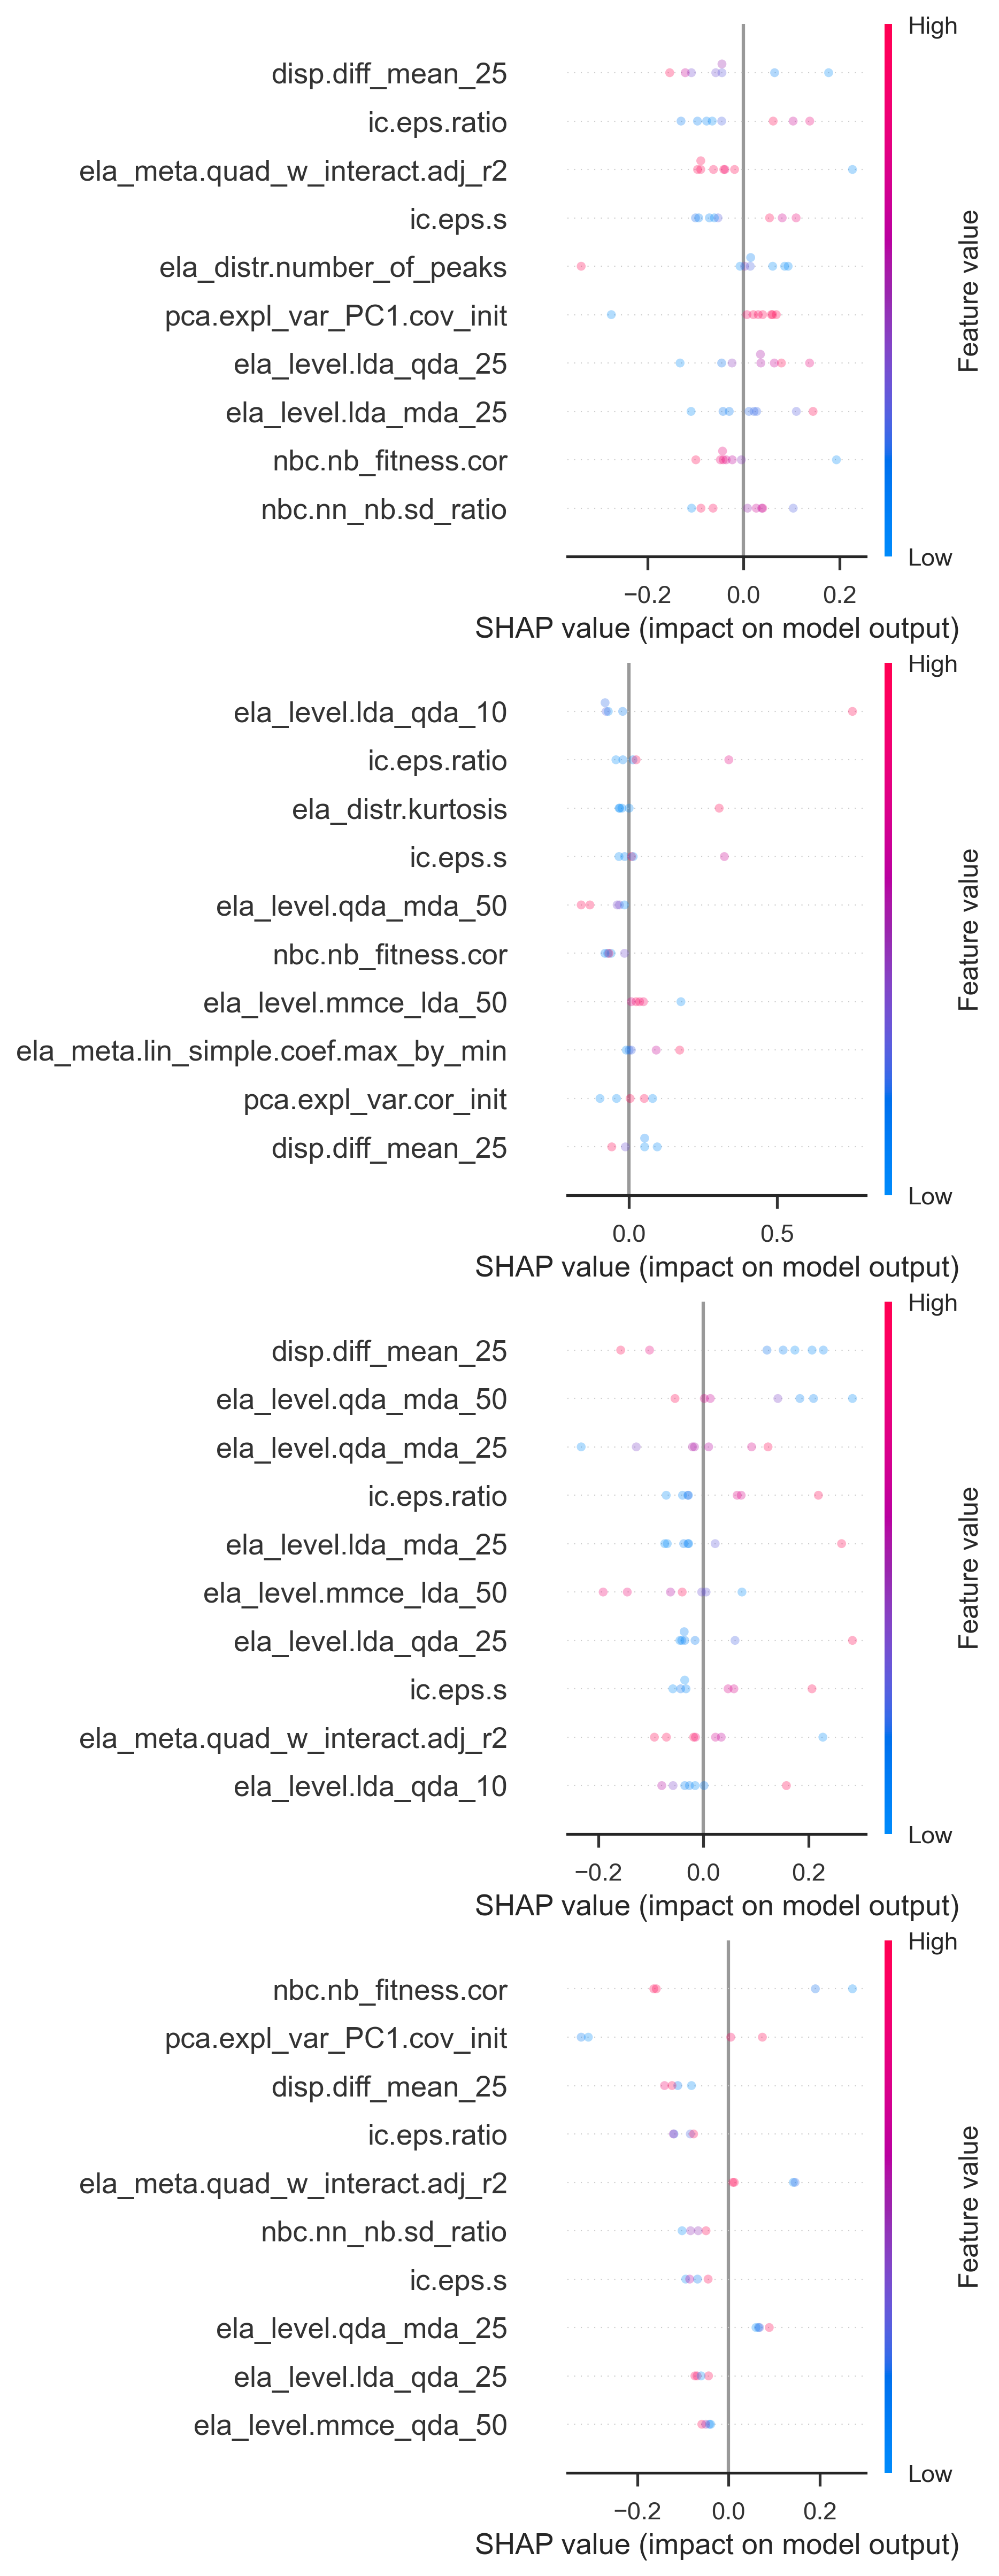 High
disp.diff_mean_25
ic.eps.ratio
ela_meta.quad_w_interact.adj_r2
ic.eps.s
ela_distr.number_of_peaks
pca.expl_var_PC1.cov_init
ela_level.lda_qda_25
ela_level.lda_mda_25
nbc.nb_fitness.cor
nbc.nn_nb.sd_ratio
Feature value
Low
−0.2 0.0 0.2
SHAP value (impact on model output)
High
ela_level.lda_qda_10
ic.eps.ratio
ela_distr.kurtosis
ic.eps.s
ela_level.qda_mda_50
nbc.nb_fitness.cor
ela_level.mmce_lda_50
ela_meta.lin_simple.coef.max_by_min
pca.expl_var.cor_init
disp.diff_mean_25
Feature value
Low
0.0 0.5
SHAP value (impact on model output)
High
disp.diff_mean_25
ela_level.qda_mda_50
ela_level.qda_mda_25
ic.eps.ratio
ela_level.lda_mda_25
ela_level.mmce_lda_50
ela_level.lda_qda_25
ic.eps.s
ela_meta.quad_w_interact.adj_r2
ela_level.lda_qda_10
Feature value
Low
−0.2 0.0 0.2
SHAP value (impact on model output)
High
nbc.nb_fitness.cor
pca.expl_var_PC1.cov_init
disp.diff_mean_25
ic.eps.ratio
ela_meta.quad_w_interact.adj_r2
nbc.nn_nb.sd_ratio
ic.eps.s
ela_level.qda_mda_25
ela_level.lda_qda_25
ela_level.mmce_qda_50
Feature value
Low
−0.2 0.0 0.2
SHAP value (impact on model output)